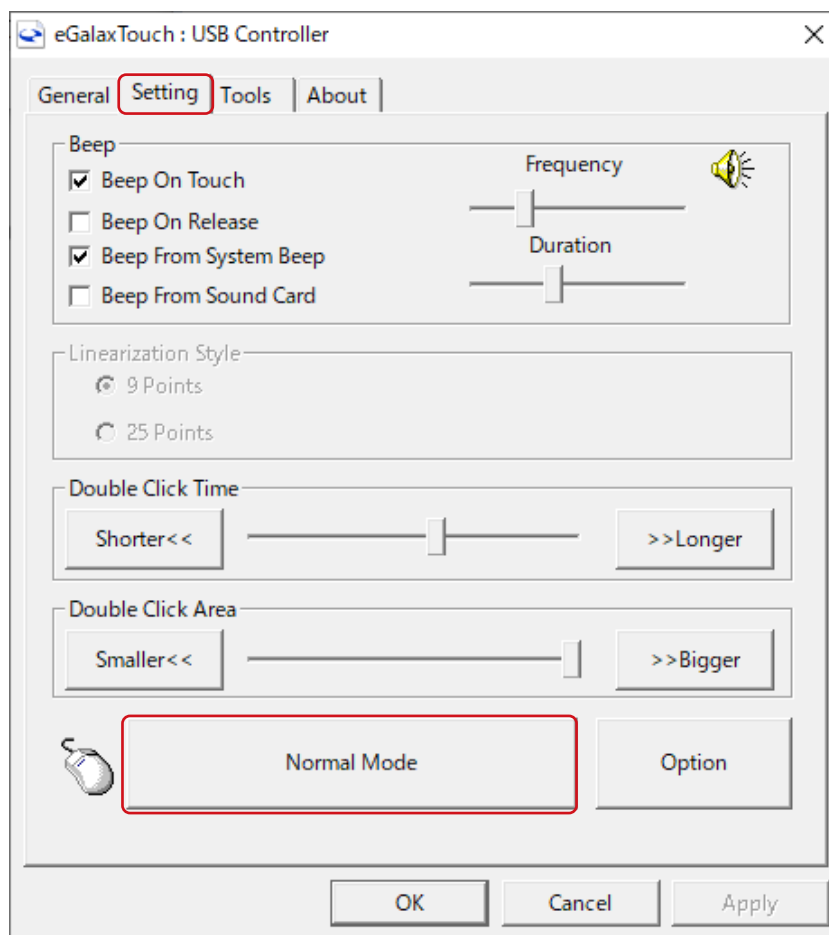 eGalaxTouch : USB Controller
General Setting Tools About
Beep
Beep On Touch
Beep On Release
Beep From System Beep
Beep From Sound Card
Frequency
Duration
Linearization Style
9 Points
25 Points
Double Click Time
Shorter<< >>Longer
Double Click Area
Smaller<< >>Bigger
Normal Mode Option
OK Cancel Apply